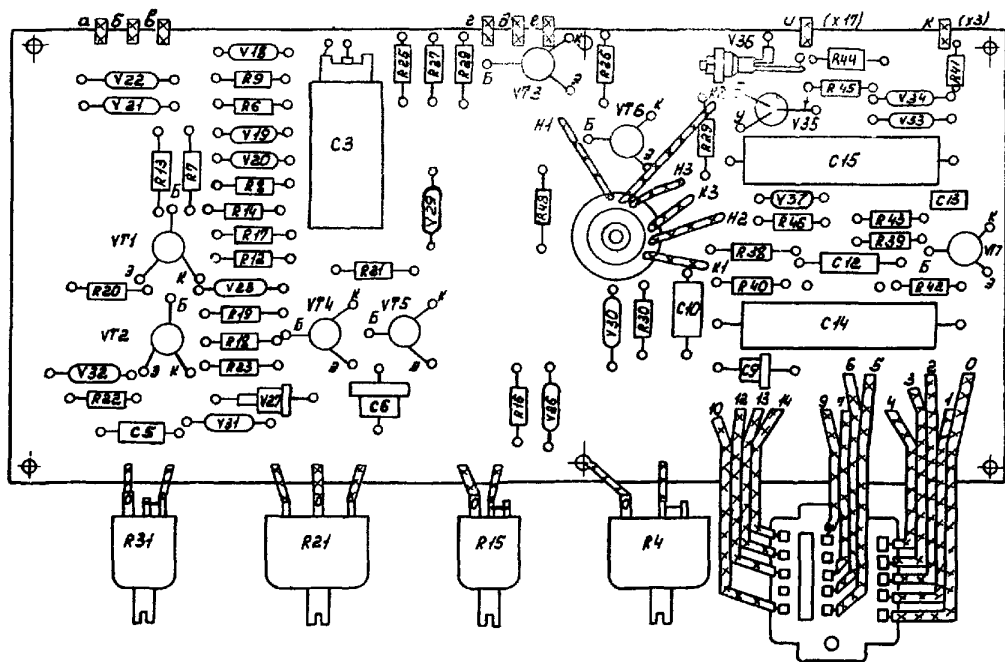 а б в
г д е
и (х17)
к (х3)
V18
R25
R27
R28
К
Б
VT3
Э
R26
V36
R44
R41
V22
R9
R45
V34
V21
R6
C3
H1
VT6
К
Б
Э
R29
У
V35
V33
V19
R13
R7
V20
C15
R8
Б
H3
К3
V29
R43
V37
C13
R14
H2
R46
R43
К
VT1
R17
R39
VT7
Э
К
R12
R38
C12
Б
К1
Э
R20
V28
R40
R42
Б
К
К
VT4
VT5
R19
V30
R30
C10
C14
VT2
R18
Б
Б
Э
К
R23
Э
Э
V32
C9
R22
V27
C6
R16
V26
C5
V31
10 12 13 14
9 7 6 5
4 3 2 1 0
R31
R21
R15
R4